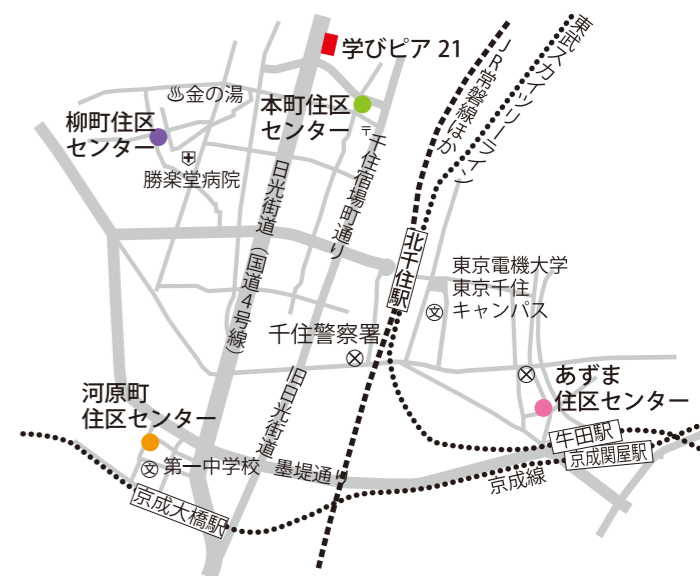 学びピア 21
東武スカイツリーライン
JR常磐線ほか
金の湯
本町住区
センター
柳町住区
センター
〒
千住宿場町通り
勝楽堂病院
日光街道(国道4号線)
北千住駅
東京電機大学
東京千住
キャンパス
文
千住警察署
旧日光街道
あずま
住区センター
河原町
住区センター
牛田駅
京成関屋駅
文 第一中学校
墨堤通り
京成線
京成大橋駅